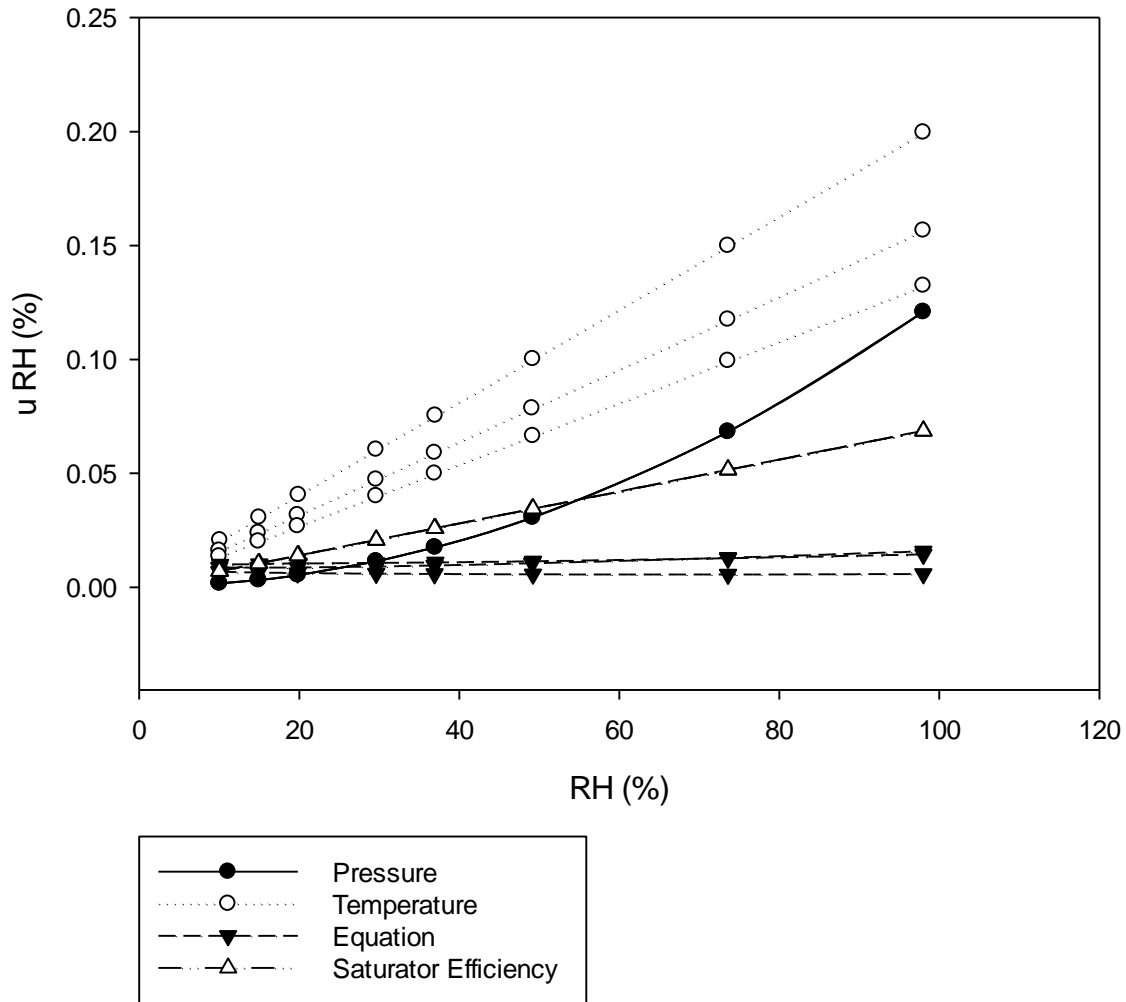 0.25
0.20
0.15
0.10
0.05
0.00
u RH (%)
0 20 40 60 80 100 120
RH (%)
Pressure
Temperature
Equation
Saturator Efficiency